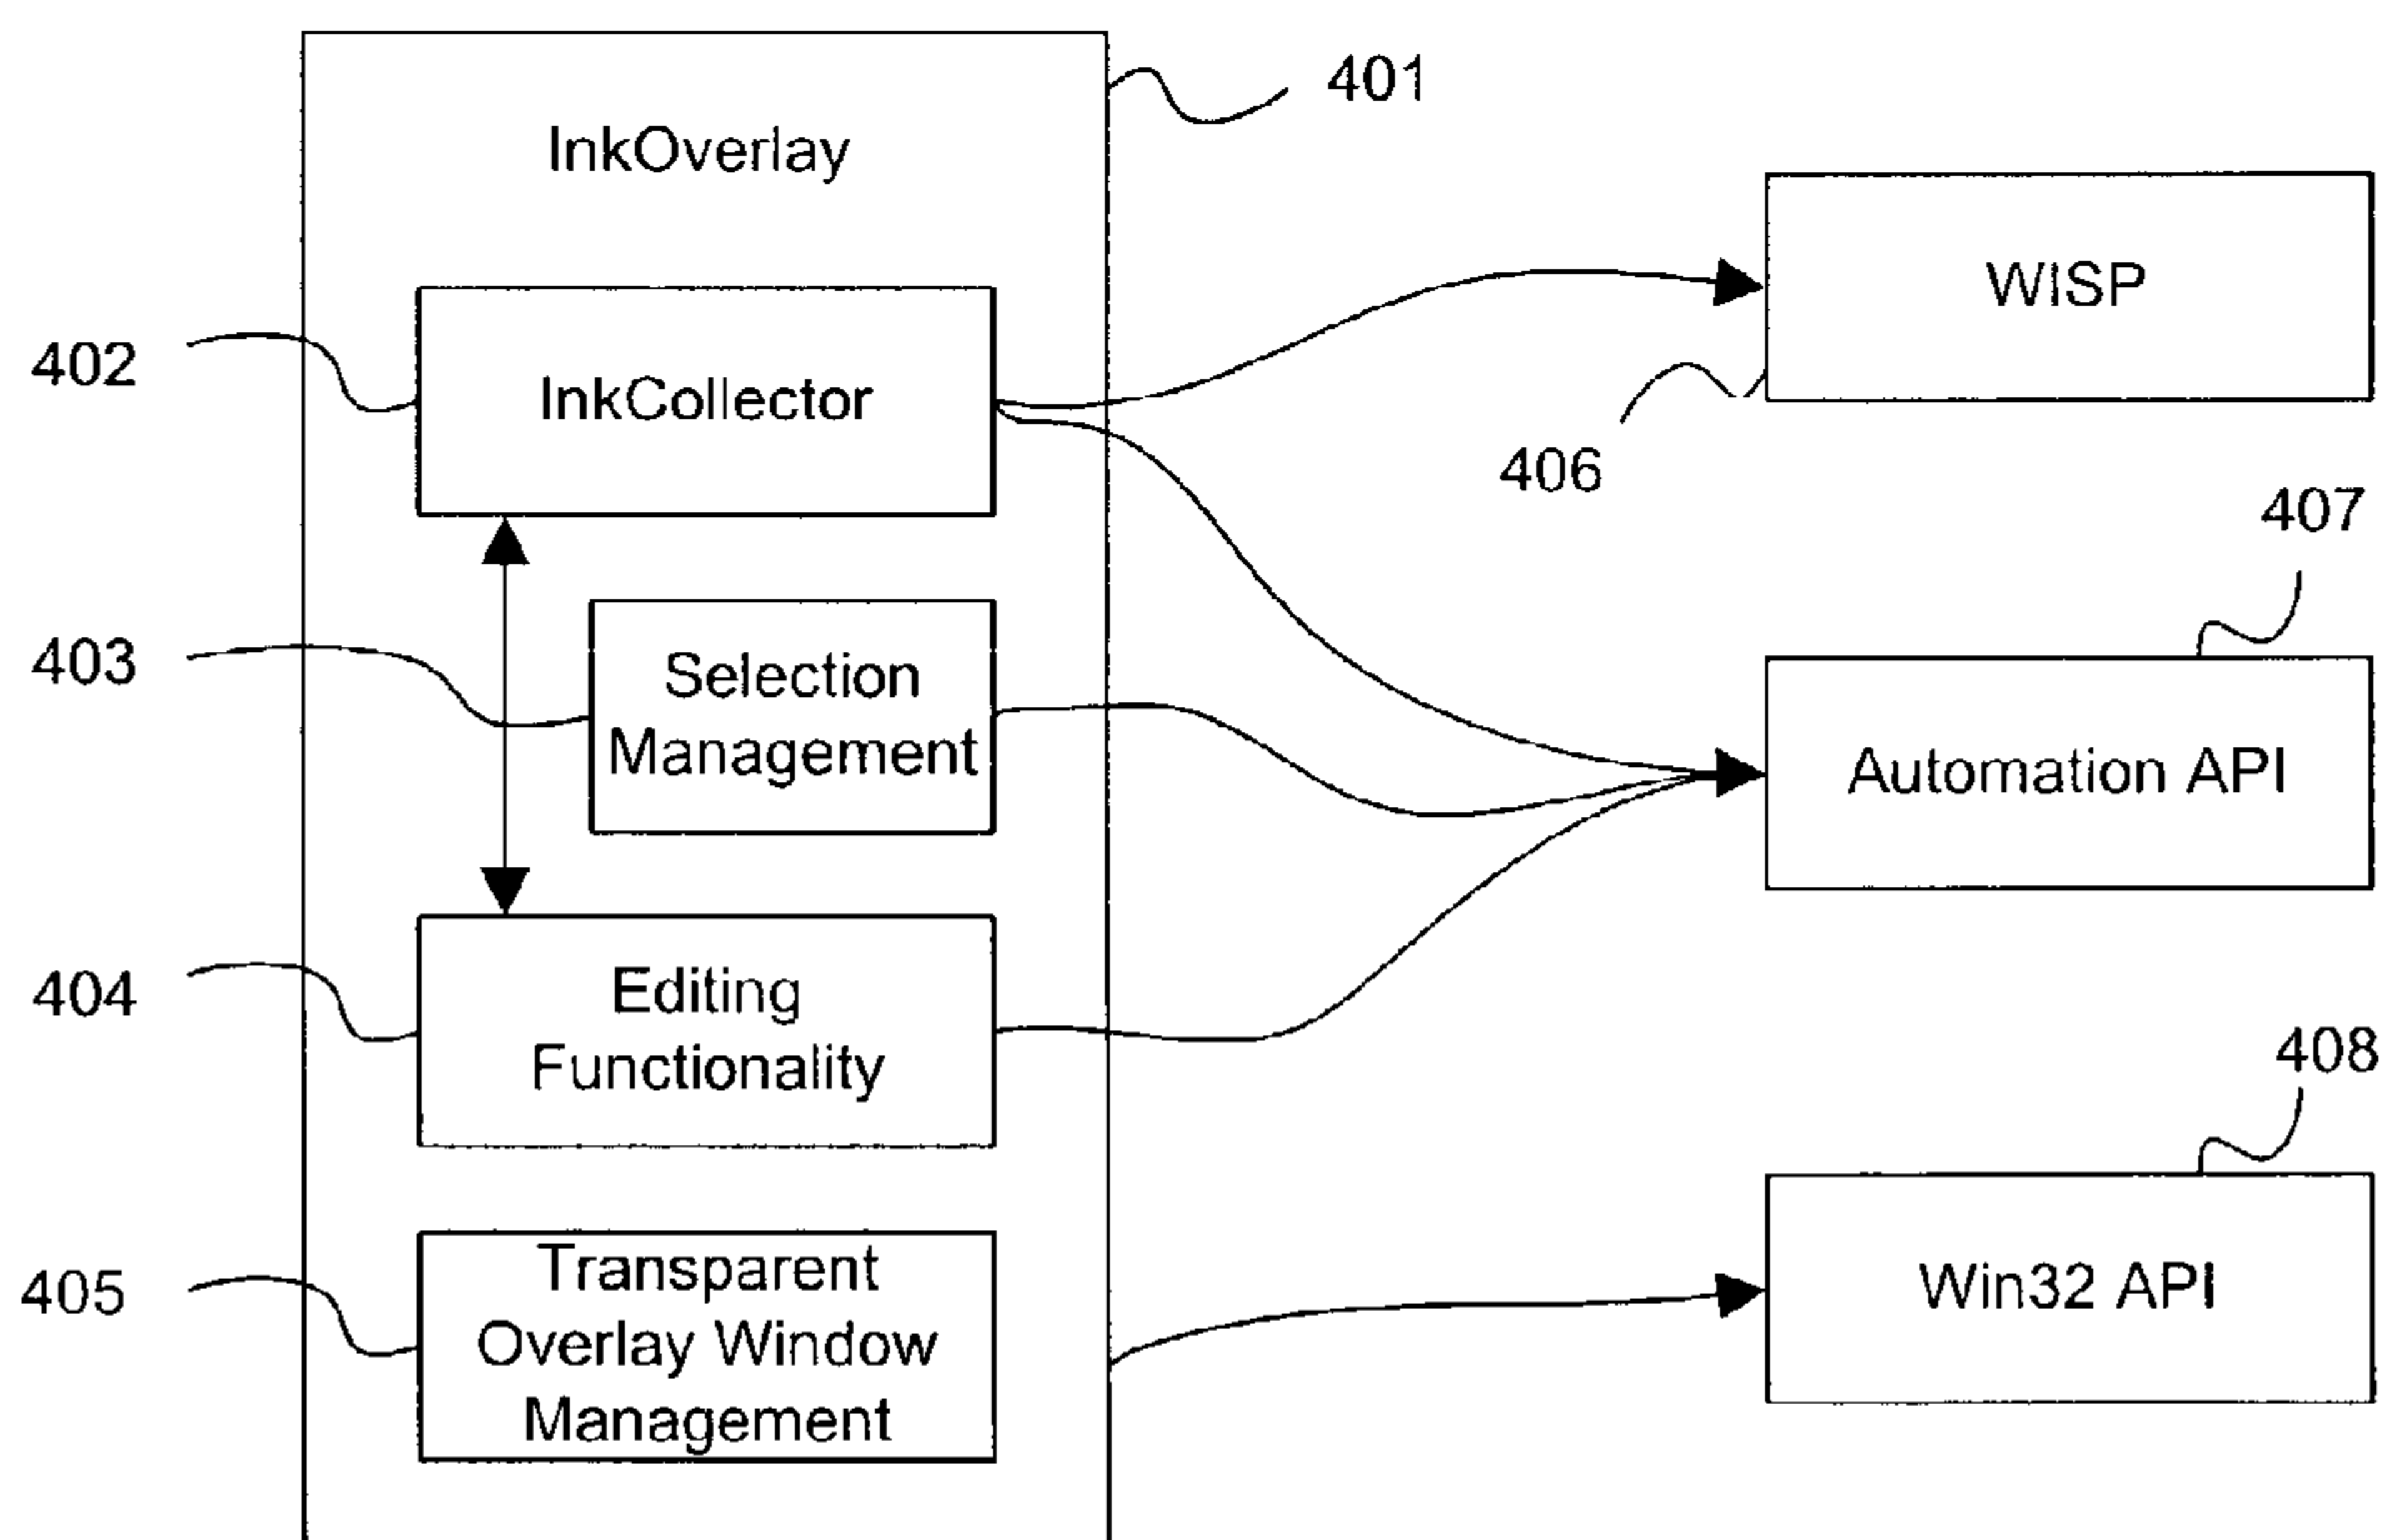 401
InkOverlay
WISP
402
InkCollector
406
407
403
Selection
Management
Automation API
404
Editing
Functionality
408
405
Transparent
Overlay Window
Management
Win32 API